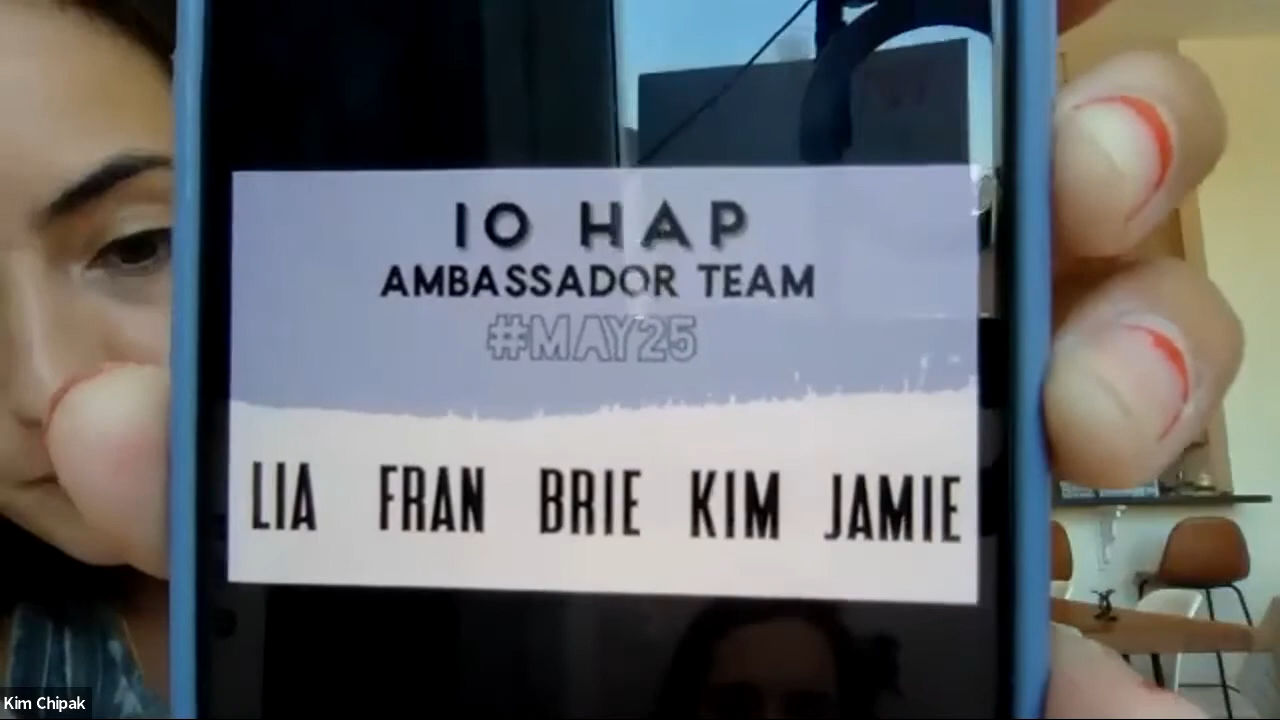 IO HAP
AMBASSADOR TEAM
#MAY25
LIA FRAN BRIE KIM JAMIE
Kim Chipak